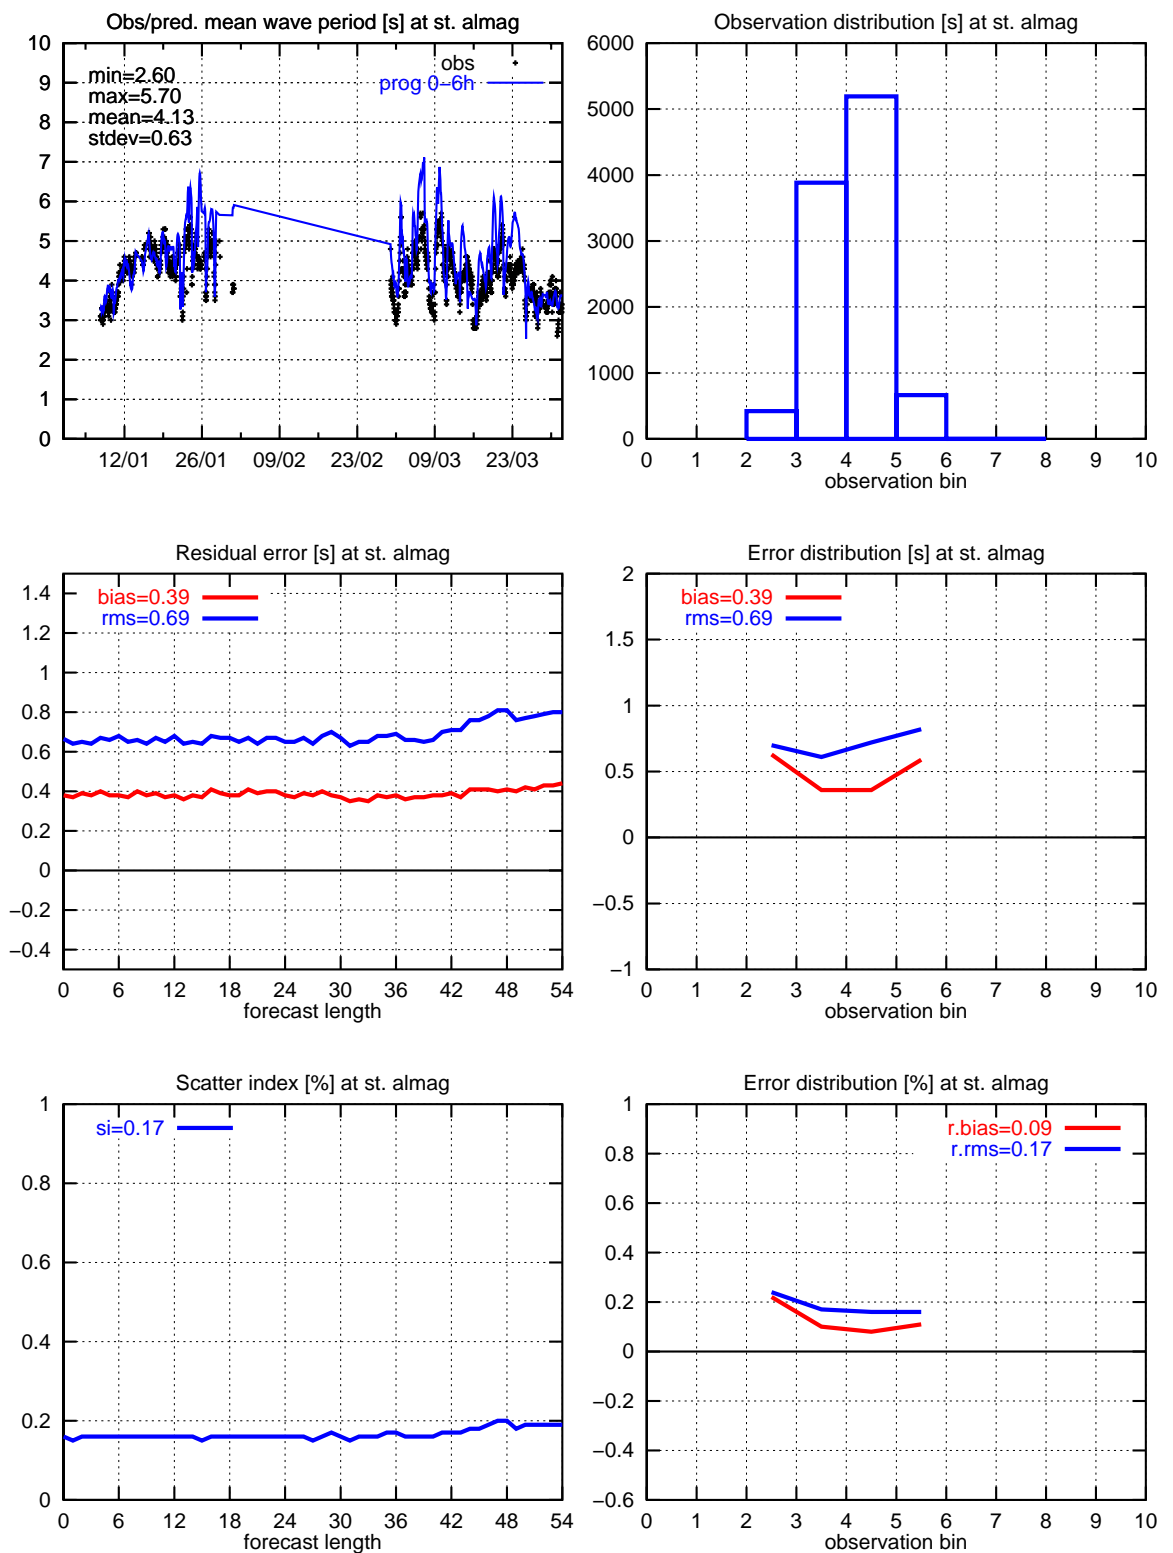 Obs/pred. mean wave period [s] at st. almag
10
9
8
7
6
5
4
3
2
1
0
min=2.60
max=5.70
mean=4.13
stdev=0.63
obs
prog 0−6h
12/01 26/01 09/02 23/02 09/03 23/03
Observation distribution [s] at st. almag
6000
5000
4000
3000
2000
1000
0
0 1 2 3 4 5 6 7 8 9 10
observation bin
Residual error [s] at st. almag
1.4
1.2
1
0.8
0.6
0.4
0.2
0
−0.2
−0.4
bias=0.39
rms=0.69
0 6 12 18 24 30 36 42 48 54
forecast length
Error distribution [s] at st. almag
2
1.5
1
0.5
0
−0.5
−1
bias=0.39
rms=0.69
0 1 2 3 4 5 6 7 8 9 10
observation bin
Scatter index [%] at st. almag
1
0.8
0.6
0.4
0.2
0
si=0.17
0 6 12 18 24 30 36 42 48 54
forecast length
Error distribution [%] at st. almag
1
0.8
0.6
0.4
0.2
0
−0.2
−0.4
−0.6
r.bias=0.09
r.rms=0.17
0 1 2 3 4 5 6 7 8 9 10
observation bin